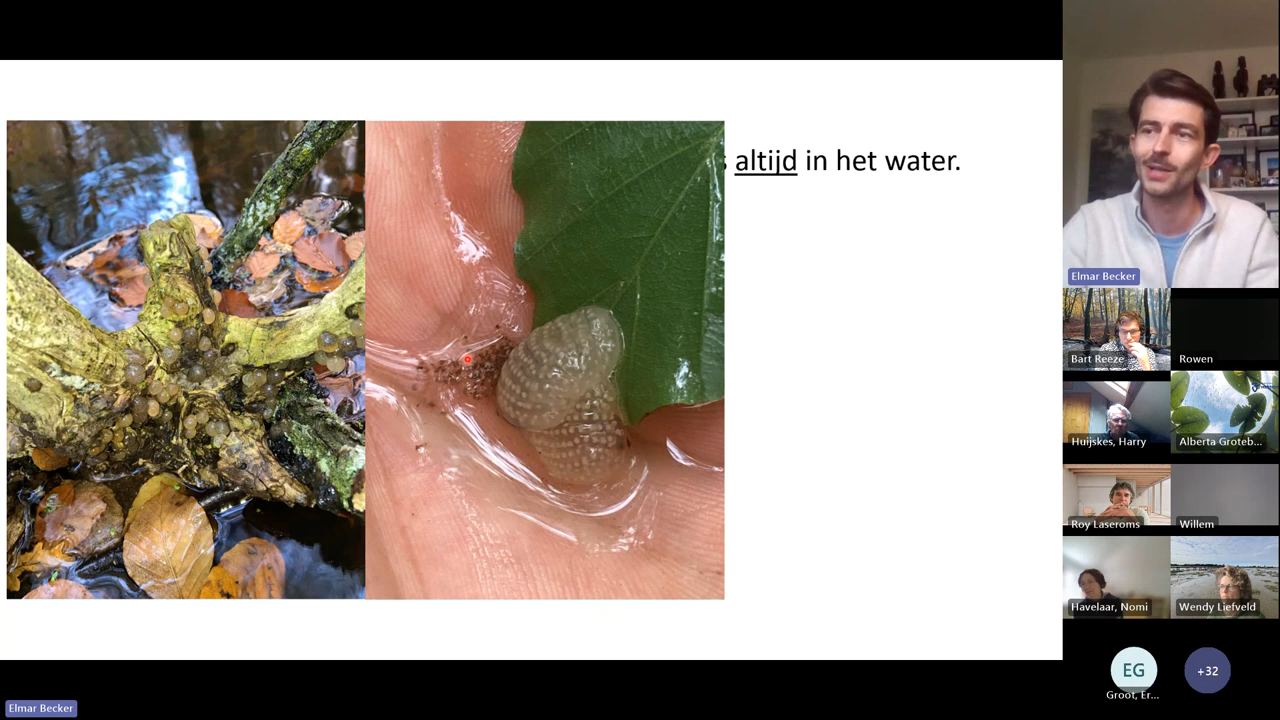 altijd in het water.
Elmar Becker
Bart Reeze
Rowen
Huijskes, Harry
Alberta Groteb...
Roy Laseroms
Willem
Havelaar, Nomi
Wendy Liefveld
EG
+32
Groot, Er...
Elmar Becker